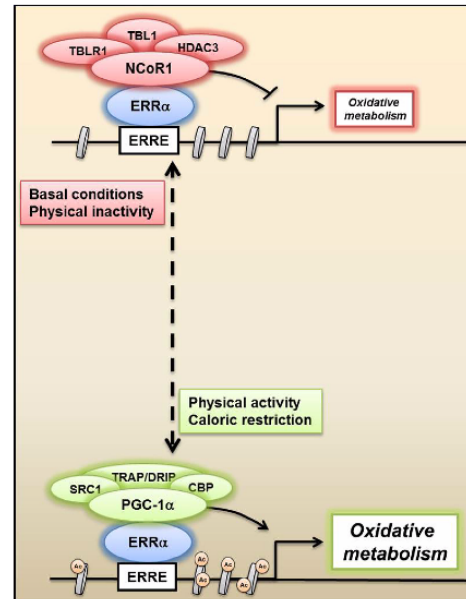 TBL1
TBLR1
HDAC3
NCoR1
ERRα
ERRE
Oxidative
metabolism
Basal conditions
Physical inactivity
Physical activity
Caloric restriction
TRAP/DRIP
SRC1
CBP
PGC-1α
ERRα
ERRE
Ac
Ac
Ac
Ac
Ac
Ac
Oxidative
metabolism